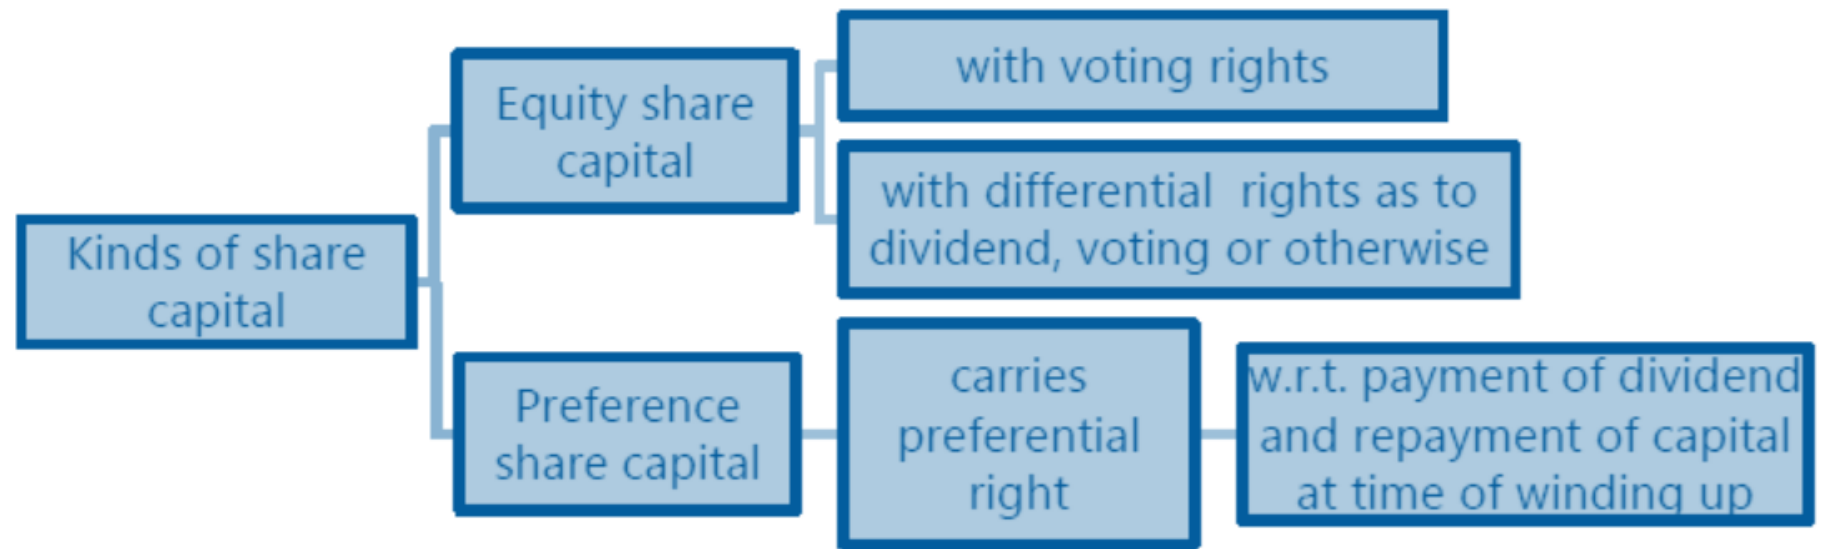 Kinds of share
capital
Equity share
capital
with voting rights
with differential  rights as to
dividend, voting or otherwise
Preference
share capital
carries
preferential
right
w.r.t. payment of dividend
and repayment of capital
at time of winding up